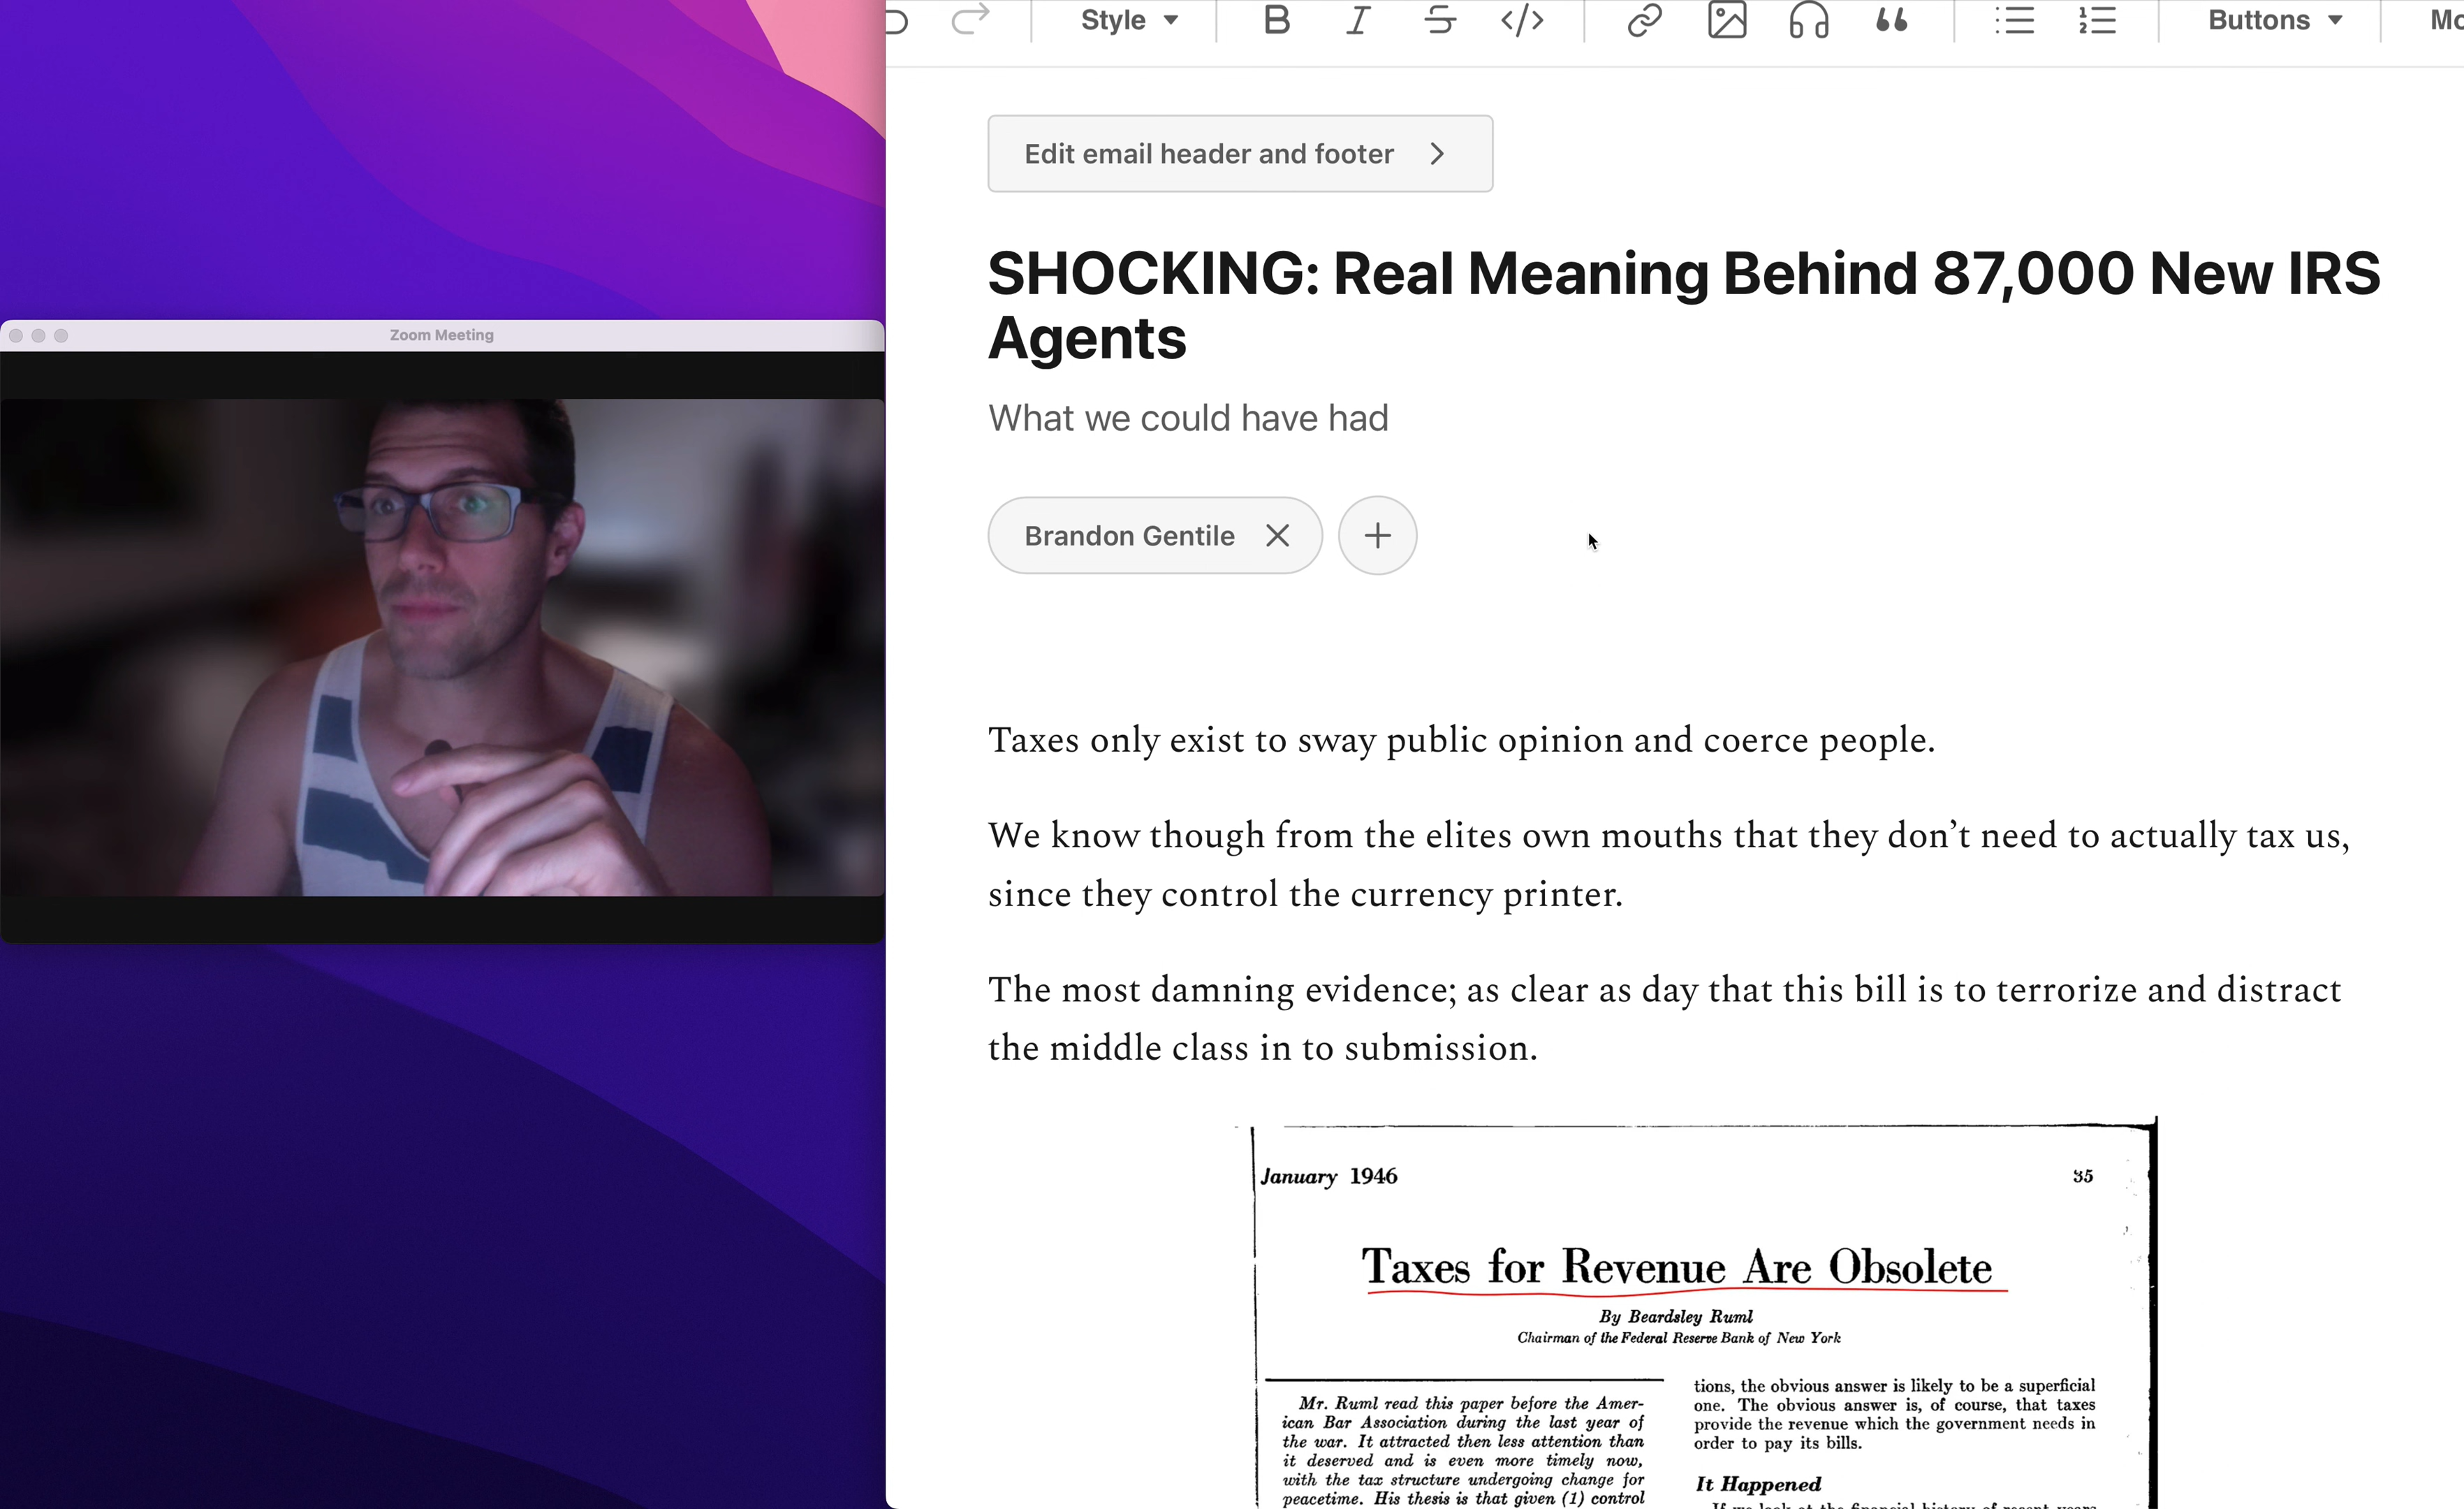 Style
Buttons
Edit email header and footer
SHOCKING: Real Meaning Behind 87,000 New IRS
Agents
What we could have had
Brandon Gentile
Zoom Meeting
Taxes only exist to sway public opinion and coerce people.
We know though from the elites own mouths that they don’t need to actually tax us,
since they control the currency printer.
The most damning evidence; as clear as day that this bill is to terrorize and distract
the middle class in to submission.
January 1946
35
Taxes for Revenue Are Obsolete
By Beardsley Ruml
Chairman of the Federal Reserve Bank of New York
Mr. Ruml read this paper before the Amer-
ican Bar Association during the last year of
the war. It attracted then less attention than
it deserved and is even more timely now,
with the tax structure undergoing change for
peacetime. His thesis is that given (1) control
tions, the obvious answer is likely to be a superficial
one. The obvious answer is, of course, that taxes
provide the revenue which the government needs in
order to pay its bills.
It Happened